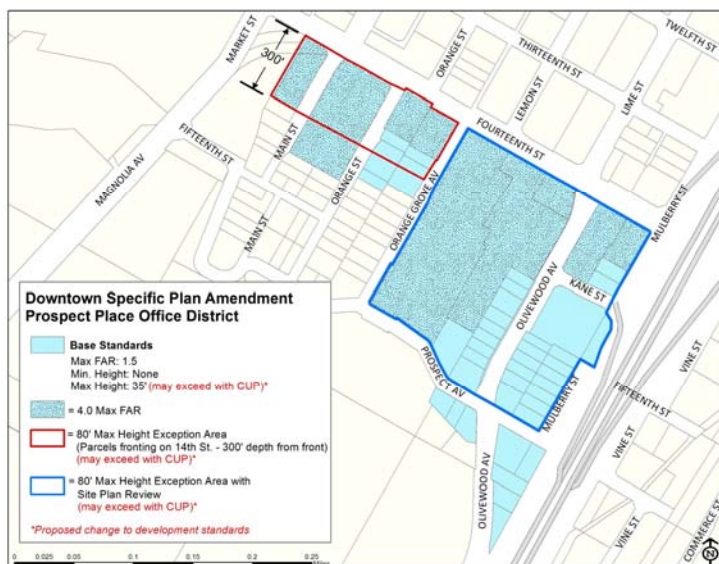 MARKET ST
300'
ORANGE ST
THIRTEENTH ST
TWELFTH ST
LEMON ST
LIME ST
FOURTEENTH ST
MAGNOLIA AV
FIFTEENTH ST
MAIN ST
ORANGE ST
MAIN ST
ORANGE GROVE AV
MULBERRY ST
OLIVEWOOD AV
KANE ST
PROSPECT AV
MULBERRY ST
VINE ST
FIFTEENTH ST
VINE ST
OLIVEWOOD AV
VINE ST
COMMERCE ST
Downtown Specific Plan Amendment
Prospect Place Office District
Base Standards
Max FAR: 1.5
Min. Height: None
Max Height: 35' (may exceed with CUP)*
= 4.0 Max FAR
= 80' Max Height Exception Area
(Parcels fronting on 14th St. - 300' depth from front)
(may exceed with CUP)*
= 80' Max Height Exception Area with
Site Plan Review
(may exceed with CUP)*
*Proposed change to development standards
0 0.025 0.05 0.1 0.15 0.2 0.25